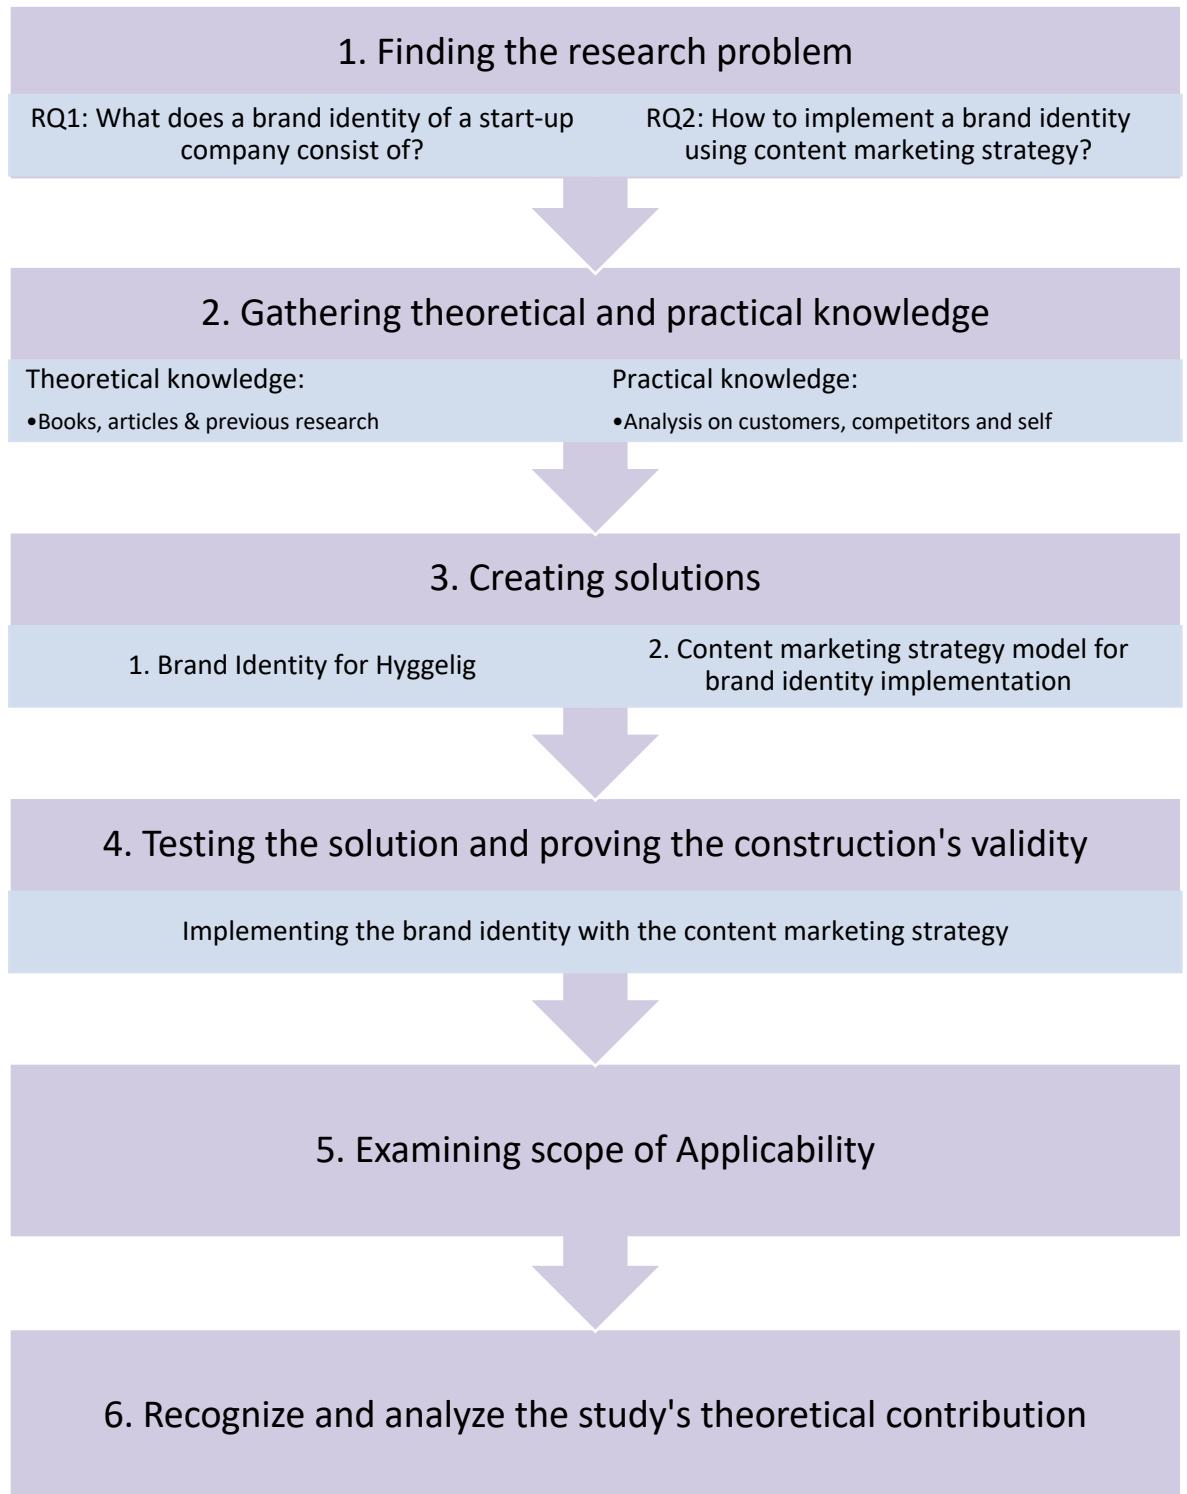 1. Finding the research problem
RQ1: What does a brand identity of a start-up
company consist of?
RQ2: How to implement a brand identity
using content marketing strategy?
2. Gathering theoretical and practical knowledge
Theoretical knowledge:
•Books, articles & previous research
Practical knowledge:
•Analysis on customers, competitors and self
3. Creating solutions
1. Brand Identity for Hyggelig
2. Content marketing strategy model for
brand identity implementation
4. Testing the solution and proving the construction's validity
Implementing the brand identity with the content marketing strategy
5. Examining scope of Applicability
6. Recognize and analyze the study's theoretical contribution